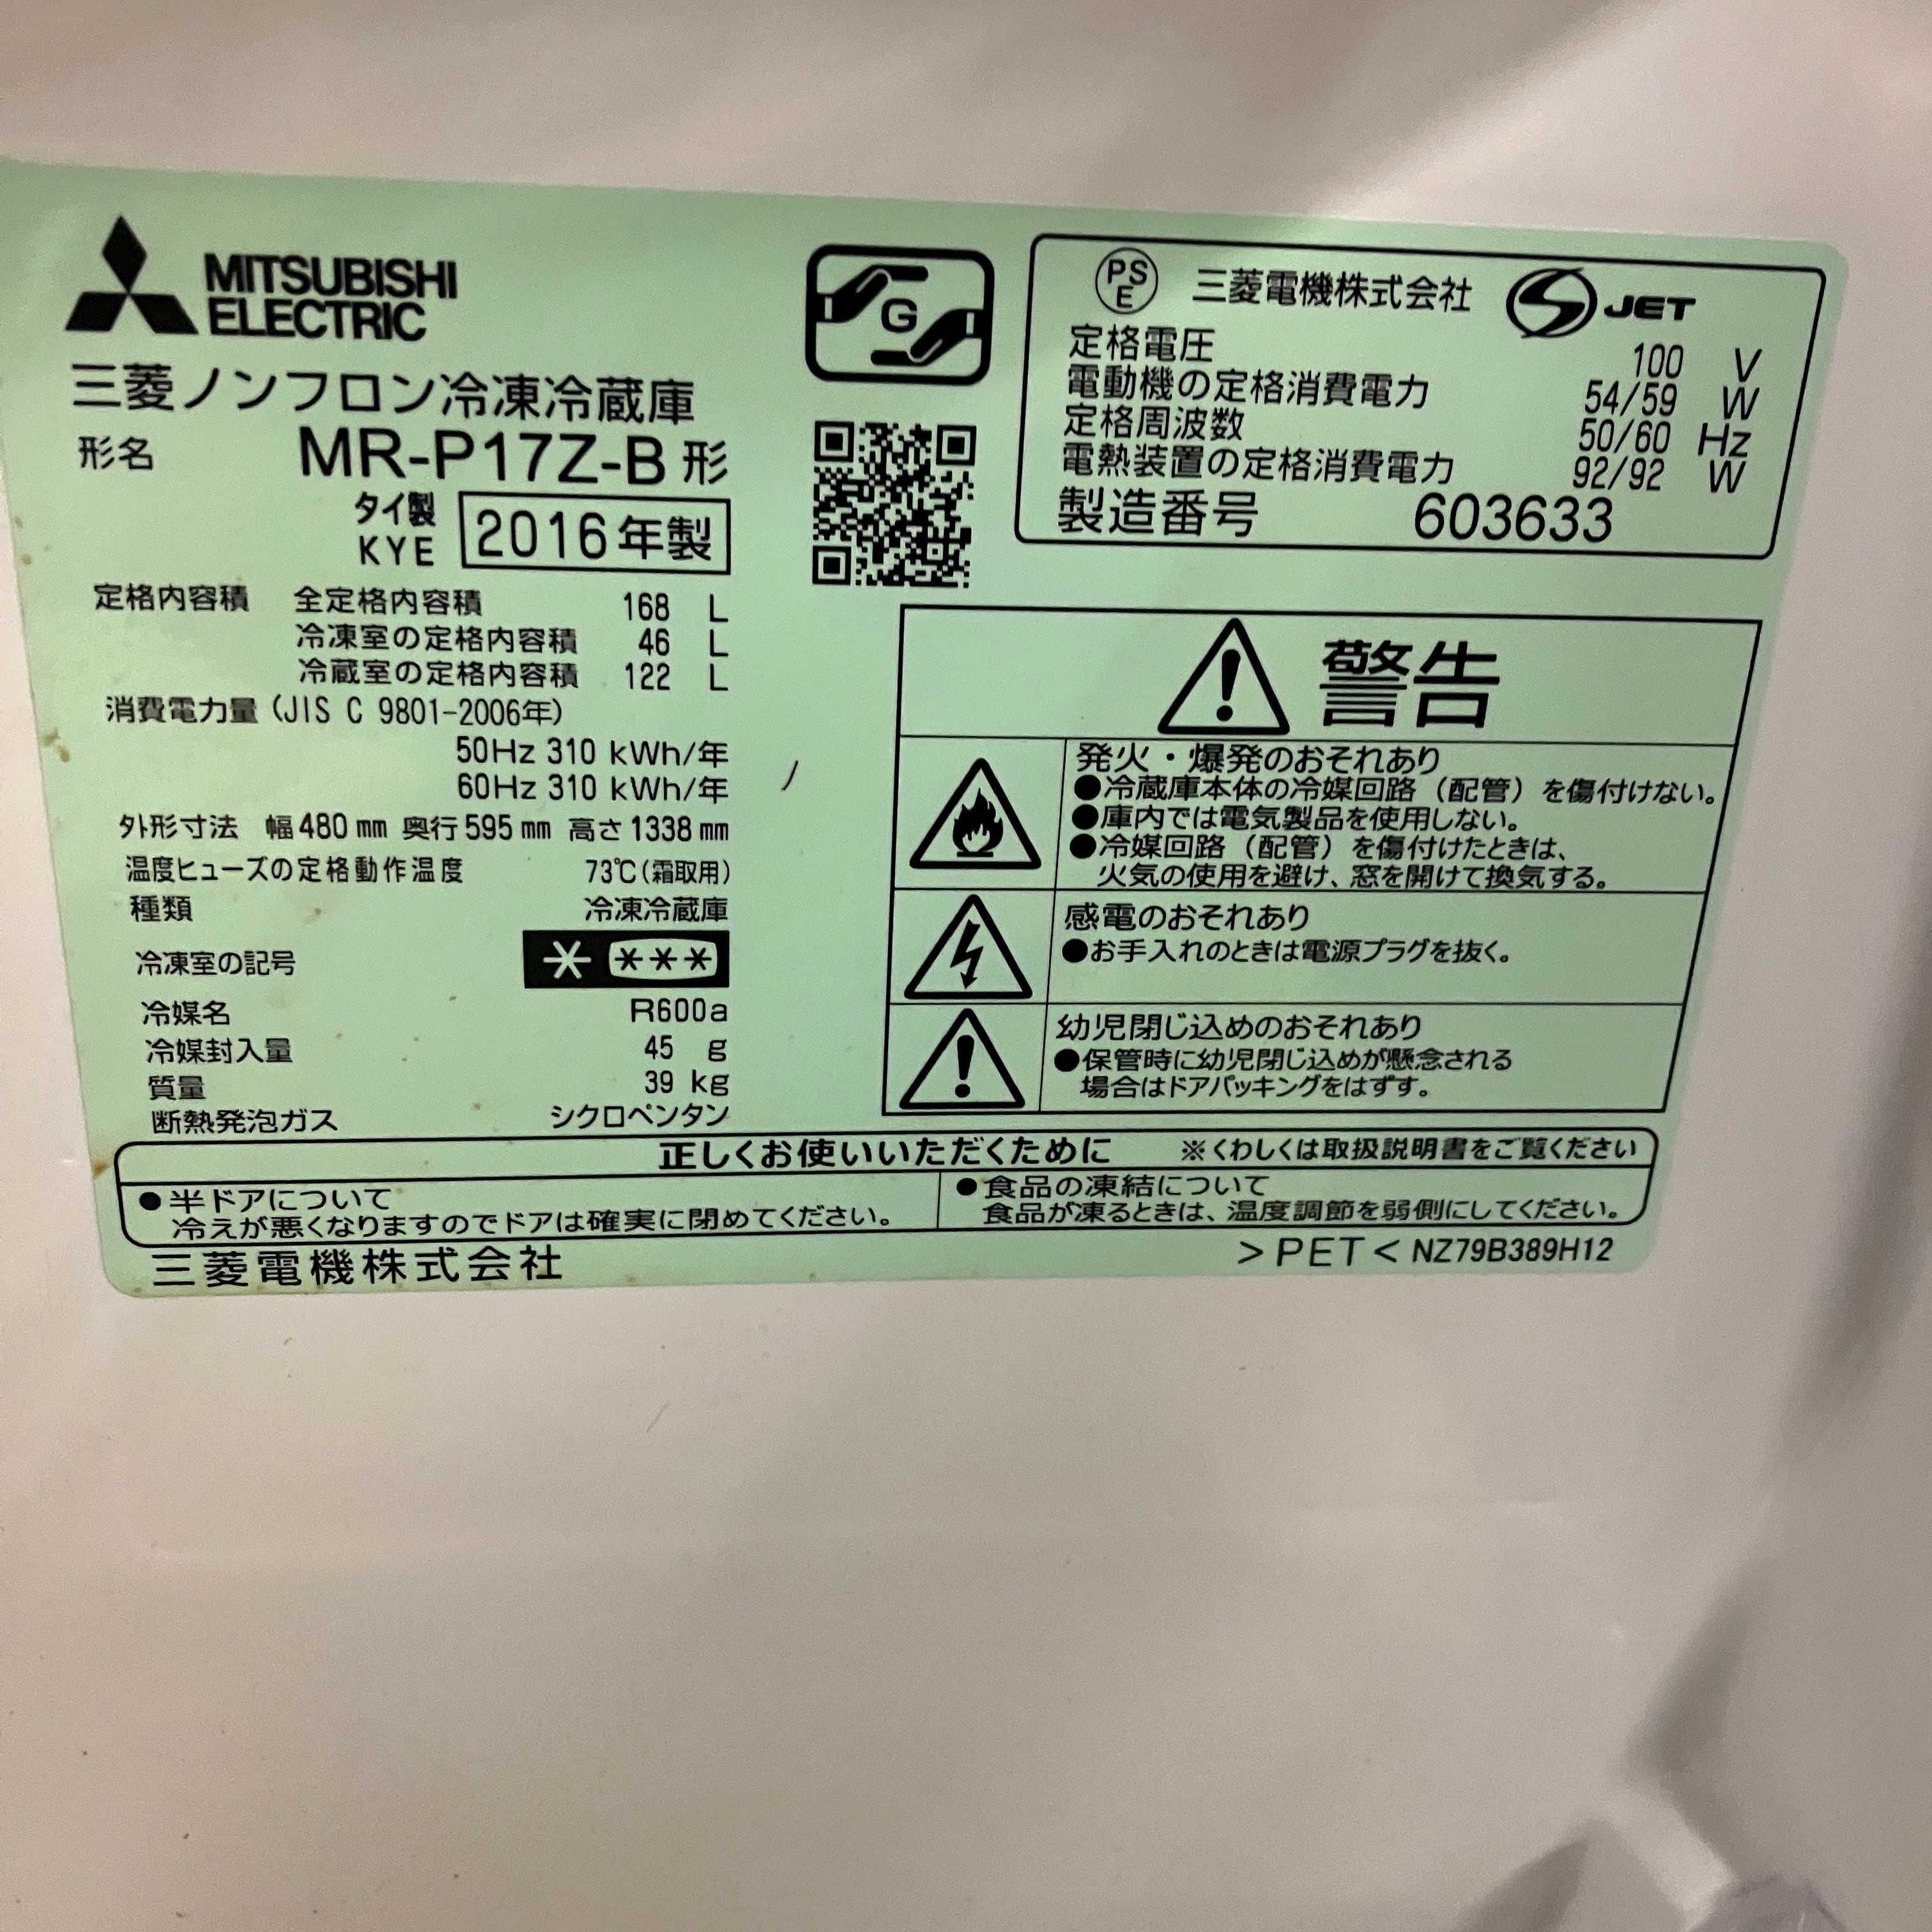 MITSUBISHI
ELECTRIC
三菱ノンフロン冷凍冷蔵庫
形名 MR-P17Z-B 形
タイ製
KYE
2016年製
定格内容積 全定格内容積 168 L
冷凍室の定格内容積 46 L
冷蔵室の定格内容積 122 L
消費電力量(JIS C 9801-2006年)
50Hz 310 kWh/年
60Hz 310 kWh/年
外形寸法 幅480mm 奥行595mm 高さ1338mm
温度ヒューズの定格動作温度 73℃(霜取用)
種類 冷凍冷蔵庫
冷凍室の記号 * ***
冷媒名 R600a
冷媒封入量 45 g
質量 39 kg
断熱発泡ガス シクロペンタン
G
PS
E
三菱電機株式会社
JET
定格電圧 100 V
電動機の定格消費電力 54/59 W
定格周波数 50/60 Hz
電熱装置の定格消費電力 92/92 W
製造番号 603633
警告
発火・爆発のおそれあり
●冷蔵庫本体の冷媒回路（配管）を傷付けない。
●庫内では電気製品を使用しない。
●冷媒回路（配管）を傷付けたときは、
火気の使用を避け、窓を開けて換気する。
感電のおそれあり
●お手入れのときは電源プラグを抜く。
幼児閉じ込めのおそれあり
●保管時に幼児閉じ込めが懸念される
場合はドアパッキングをはずす。
正しくお使いいただくために ※くわしくは取扱説明書をご覧ください
●半ドアについて
冷えが悪くなりますのでドアは確実に閉めてください。
●食品の凍結について
食品が凍るときは、温度調節を弱側にしてください。
三菱電機株式会社
>PET< NZ79B389H12